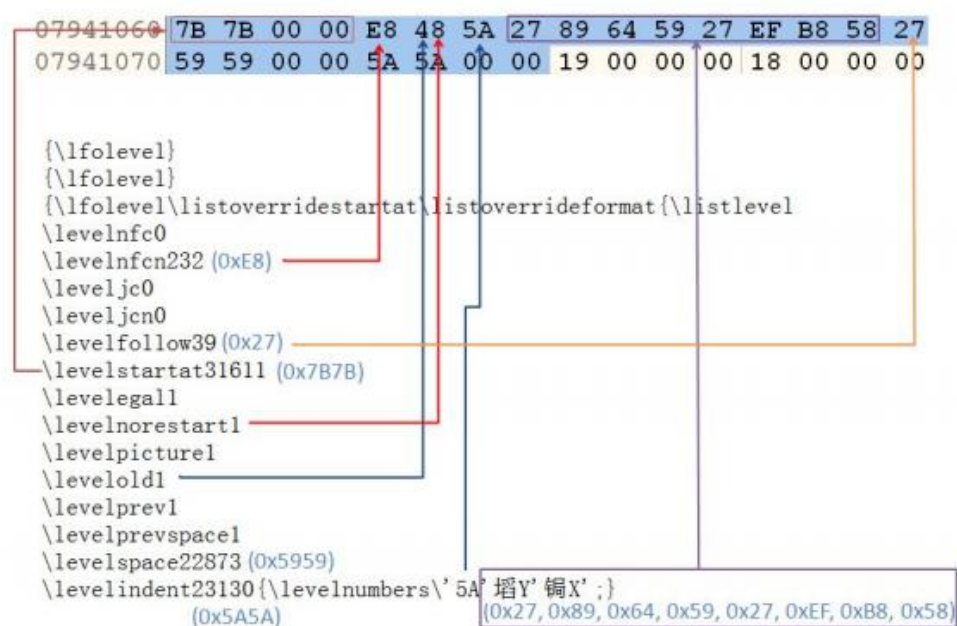 07941060 7B 7B 00 00 E8 48 5A 27 89 64 59 27 EF B8 58 27
07941070 59 59 00 00 5A 5A 00 00 19 00 00 00 18 00 00 00
{\lfolevel}
{\lfolevel}
{\lfolevel\listoverridestartat\listoverrideformat{\listlevel
\levelnfc0
\levelnfcn232 (0xE8)
\leveljc0
\leveljcn0
\levelfollow39 (0x27)
\levelstartat31611 (0x7B7B)
\levelegal1
\levelnorestart1
\levelpicture1
\levelold1
\levelprev1
\levelprevspace1
\levelspace22873 (0x5959)
\levelindent23130{\levelnumbers\'5A'塪Y'锔X';}
(0x5A5A) (0x27, 0x89, 0x64, 0x59, 0x27, 0xEF, 0xB8, 0x58)